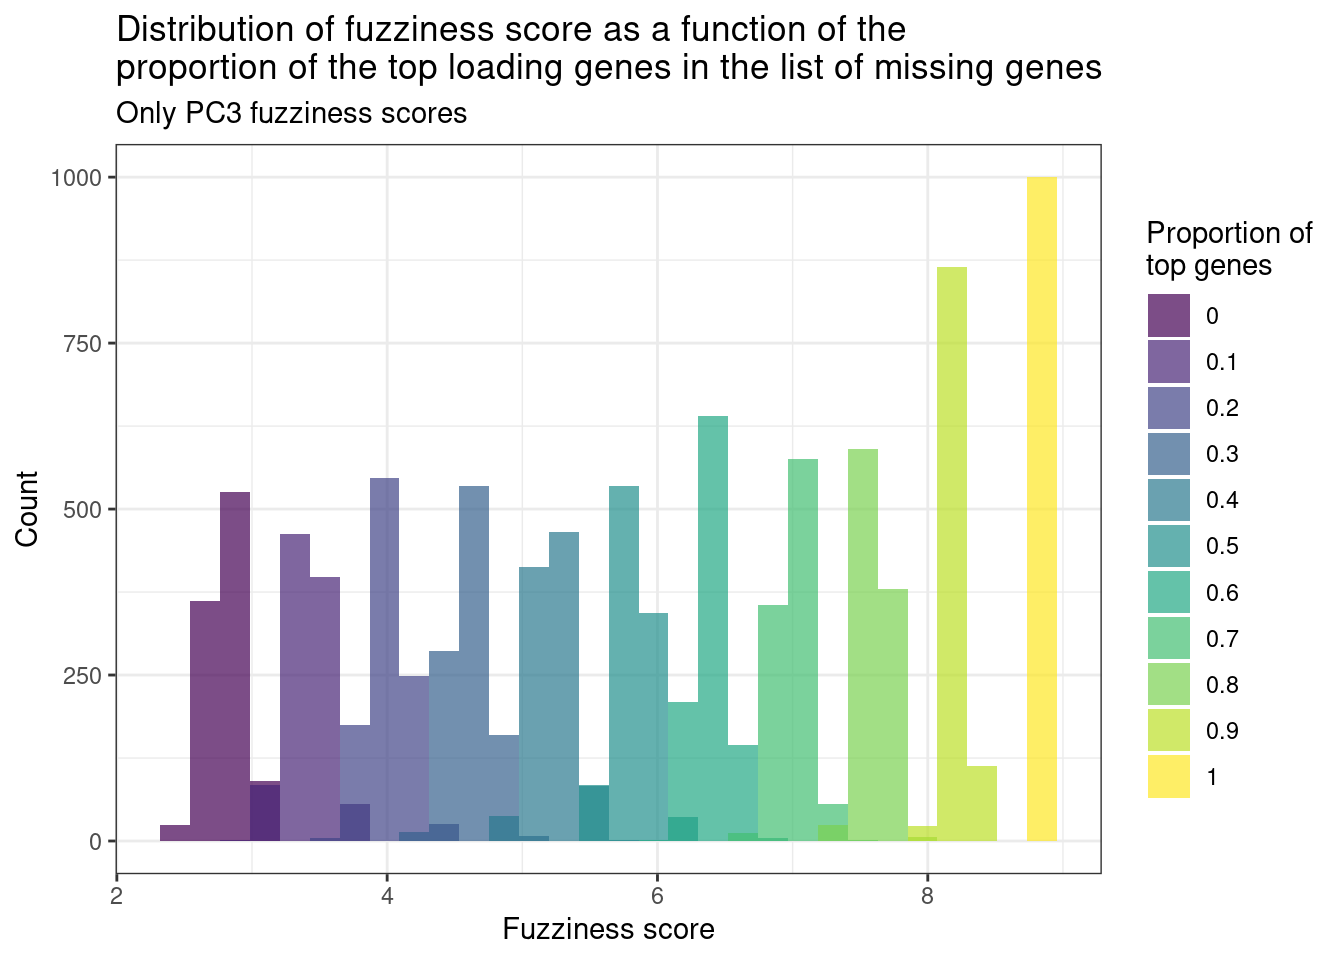 Distribution of fuzziness score as a function of the
proportion of the top loading genes in the list of missing genes
Only PC3 fuzziness scores
1000
750
500
250
0
Count
2
4
6
8
Fuzziness score
Proportion of
top genes
0
0.1
0.2
0.3
0.4
0.5
0.6
0.7
0.8
0.9
1